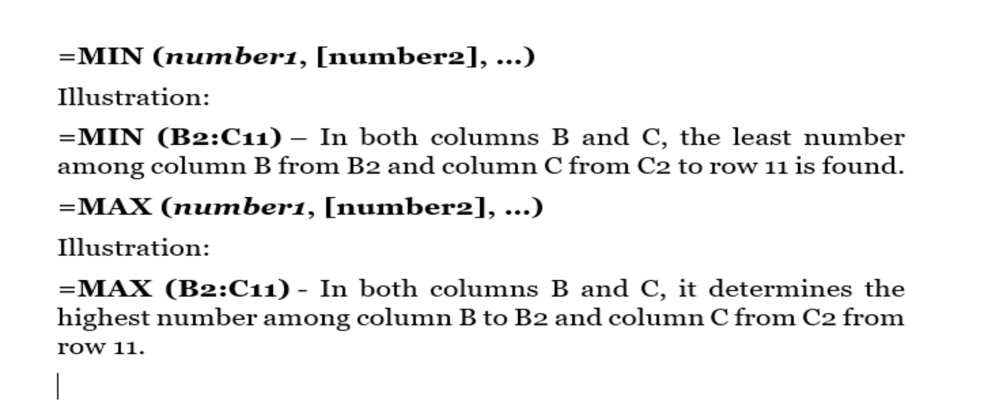 =MIN (number1, [number2], ...)
Illustration:
=MIN (B2:C11) – In both columns B and C, the least number
among column B from B2 and column C from C2 to row 11 is found.
=MAX (number1, [number2], ...)
Illustration:
=MAX (B2:C11) - In both columns B and C, it determines the
highest number among column B to B2 and column C from C2 from
row 11.